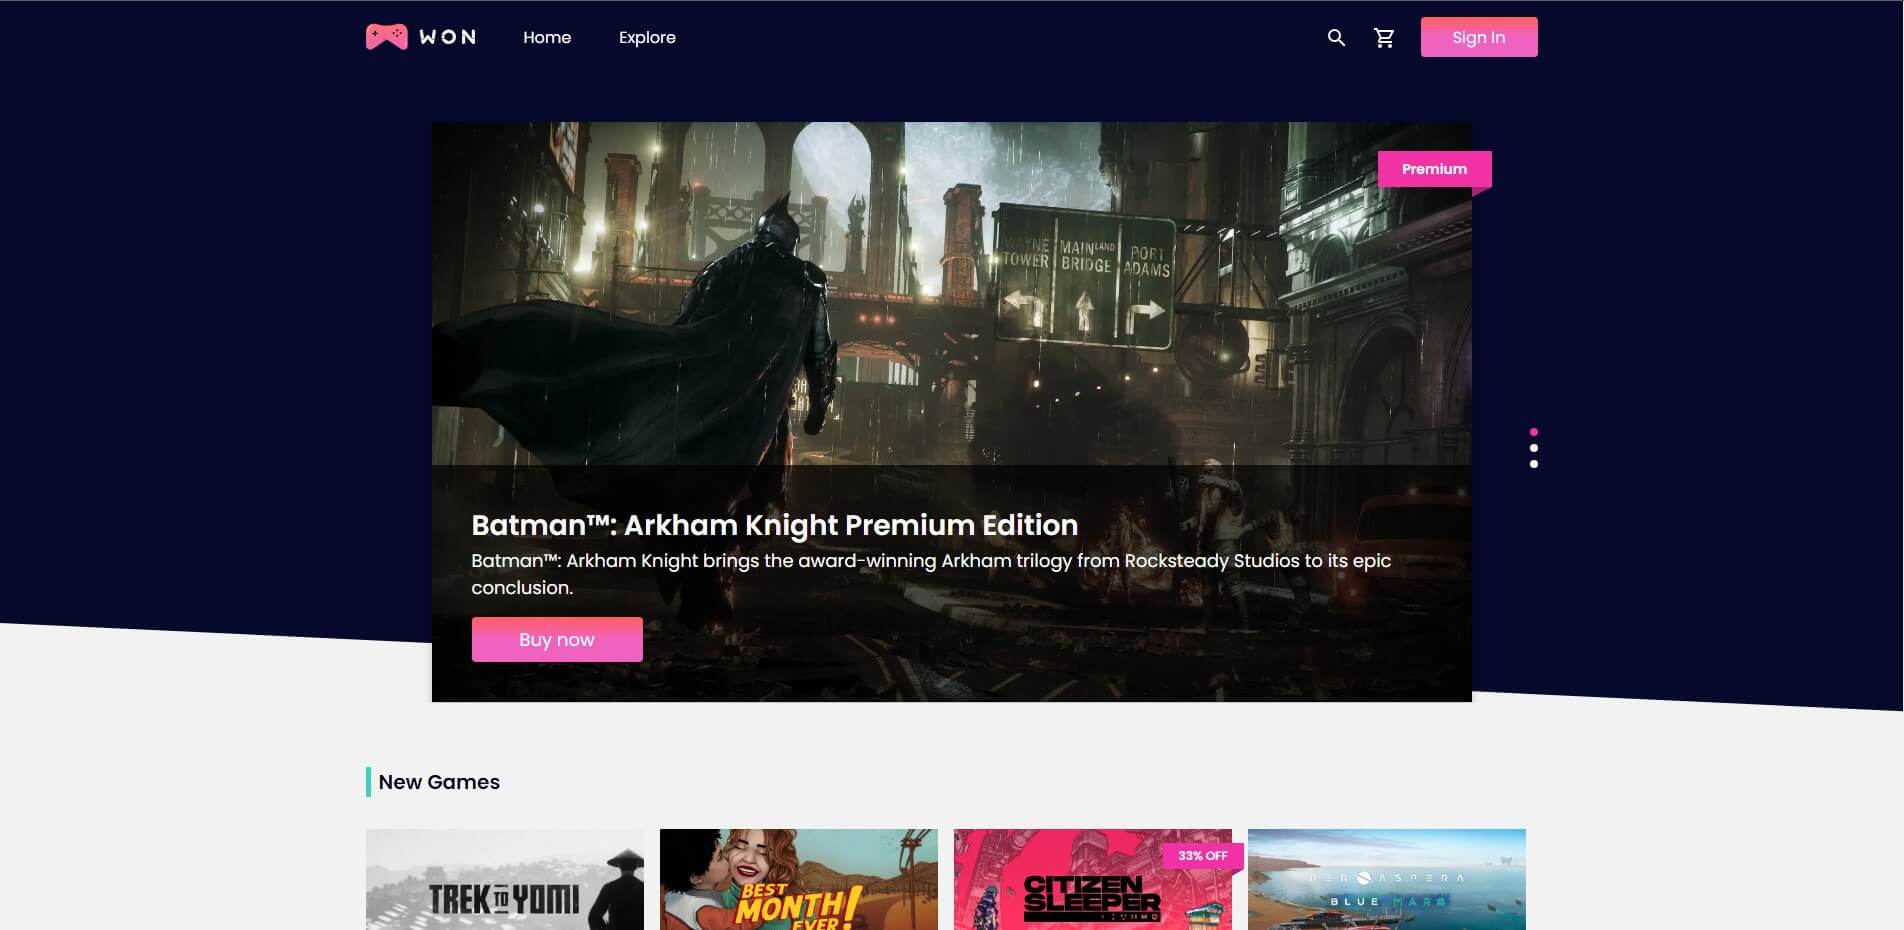 WON
Home
Explore
Sign In
Premium
WAYNE TOWER
MAINLAND BRIDGE
PORT ADAMS
Batman™: Arkham Knight Premium Edition
Batman™: Arkham Knight brings the award-winning Arkham trilogy from Rocksteady Studios to its epic
conclusion.
Buy now
New Games
TREK TO YOMI
BEST
MONTH!
EVER
33% OFF
CITIZEN
SLEEPER
PER ASPERA
BLUE MARS